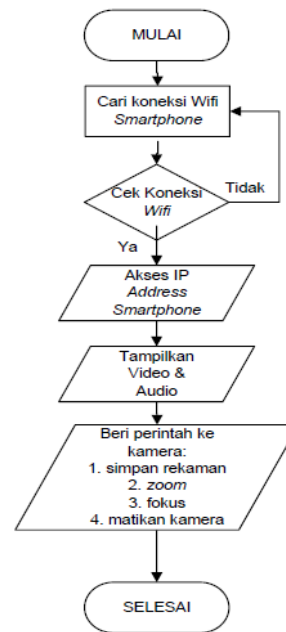 MULAI
Cari koneksi Wifi
Smartphone
Cek Koneksi
Wifi
Tidak
Ya
Akses IP
Address
Smartphone
Tampilkan
Video &
Audio
Beri perintah ke
kamera:
1. simpan rekaman
2. zoom
3. fokus
4. matikan kamera
SELESAI